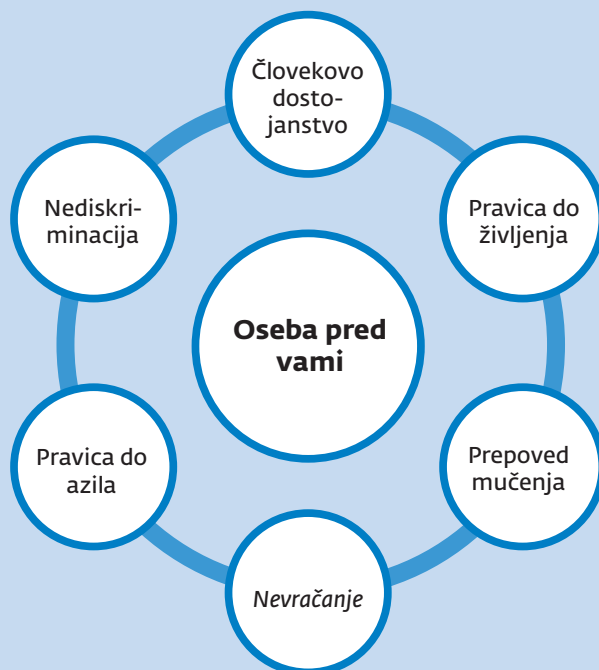 Človekovo
dosto-
janstvo
Nediskri-
minacija
Pravica do
življenja
Oseba pred
vami
Pravica do
azila
Prepoved
mučenja
Nevračanje